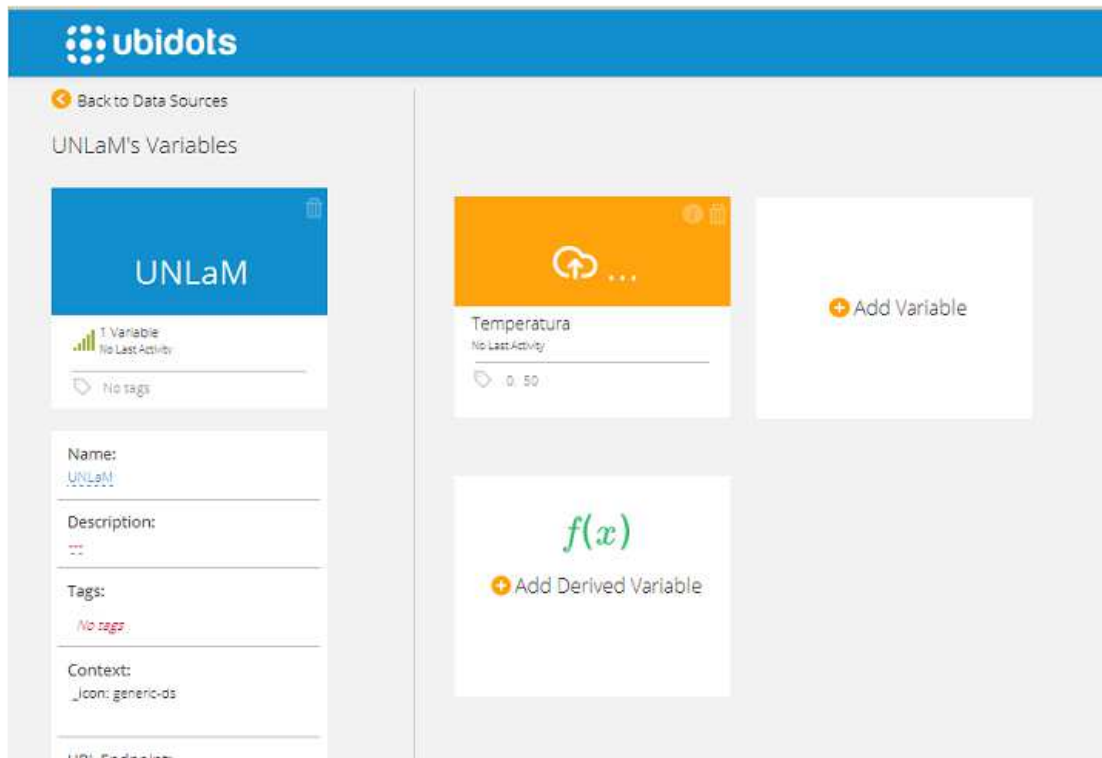 ubidots
Back to Data Sources
UNLaM's Variables
UNLaM
1 Variable
No Last Activity
No tags
Name:
UNLaM
Description:
---
Tags:
No tags
Context:
_icon: generic-ds
...
Temperatura
No Last Activity
0, 50
Add Variable
f(x)
Add Derived Variable